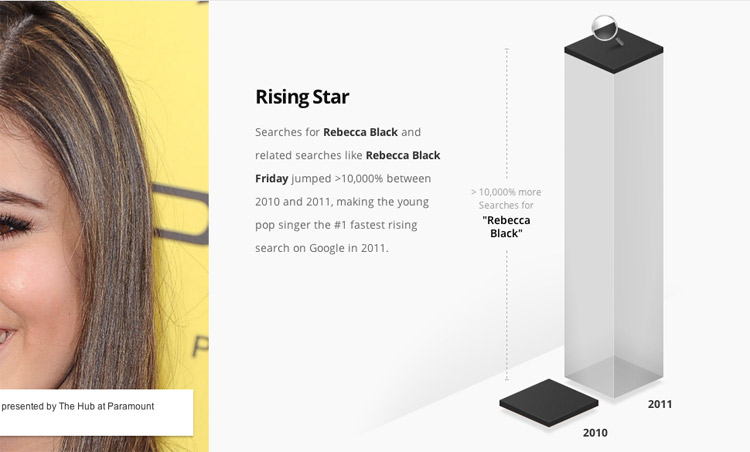 Rising Star
Searches for Rebecca Black and
related searches like Rebecca Black
Friday jumped >10,000% between
2010 and 2011, making the young
pop singer the #1 fastest rising
search on Google in 2011.
> 10,000% more
Searches for
"Rebecca
Black"
2011
2010
presented by The Hub at Paramount